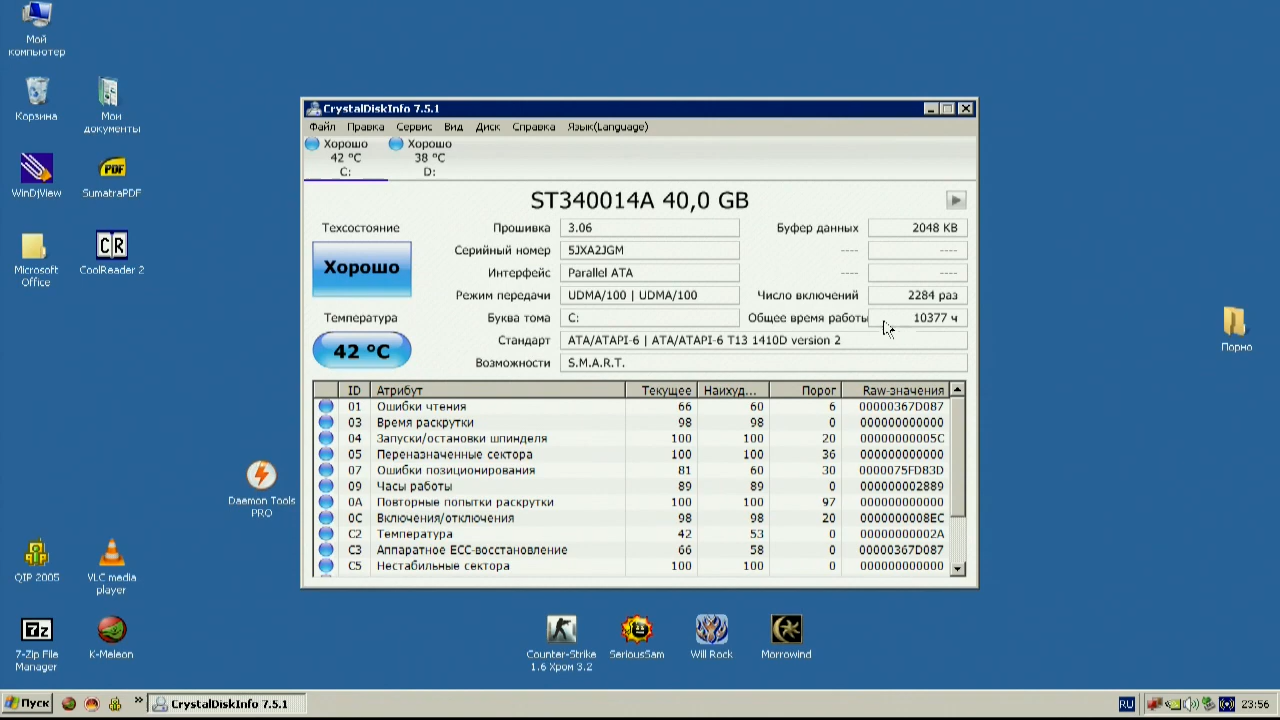 Мой
компьютер
Корзина
Мои
документы
WinDjView
SumatraPDF
Microsoft
Office
CoolReader 2
Daemon Tools
PRO
QIP 2005
VLC media
player
7-Zip File
Manager
K-Meleon
CrystalDiskInfo 7.5.1
Файл Правка Сервис Вид Диск Справка Язык(Language)
Хорошо Хорошо
42 °C 38 °C
C: D:
ST340014A 40,0 GB
Техсостояние Прошивка 3.06 Буфер данных 2048 KB
Хорошо Серийный номер 5JXA2JGM ---- ----
Интерфейс Parallel ATA ---- ----
Режим передачи UDMA/100 | UDMA/100 Число включений 2284 раз
Температура Буква тома C: Общее время работы 10377 ч
42 °C Стандарт ATA/ATAPI-6 | ATA/ATAPI-6 T13 1410D version 2
Возможности S.M.A.R.T.
ID Атрибут Текущее Наихуд... Порог Raw-значения
01 Ошибки чтения 66 60 6 00000367D087
03 Время раскрутки 98 98 0 000000000000
04 Запуски/остановки шпинделя 100 100 20 00000000005C
05 Переназначенные сектора 100 100 36 000000000000
07 Ошибки позиционирования 81 60 30 0000075FD83D
09 Часы работы 89 89 0 000000002889
0A Повторные попытки раскрутки 100 100 97 000000000000
0C Включения/отключения 98 98 20 0000000008EC
C2 Температура 42 53 0 00000000002A
C3 Аппаратное ECC-восстановление 66 58 0 00000367D087
C5 Нестабильные сектора 100 100 0 000000000000
Порно
Counter-Strike
1.6 Хром 3.2
SeriousSam
Will Rock
Morrowind
Пуск » CrystalDiskInfo 7.5.1 RU 23:56